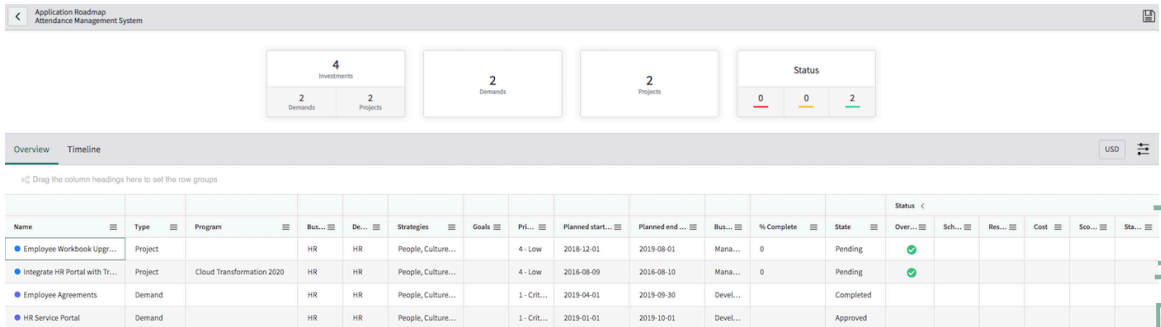 Application Roadmap
Attendance Management System
4
Investments
2 2
Demands Projects
2
Demands
2
Projects
Status
0 0 2
Overview Timeline
USD
Drag the column headings here to set the row groups
Status <
Name Type Program Bus... De... Strategies Goals Pri... Planned start... Planned end ... Bus... % Complete State Over... Sch... Res... Cost Sco... Sta...
Employee Workbook Upgr... Project HR HR People, Culture... 4 - Low 2018-12-01 2019-08-01 Mana... 0 Pending
Integrate HR Portal with Tr... Project Cloud Transformation 2020 HR HR People, Culture... 4 - Low 2016-08-09 2016-08-10 Mana... 0 Pending
Employee Agreements Demand HR HR People, Culture... 1 - Crit... 2019-04-01 2019-09-30 Devel... Completed
HR Service Portal Demand HR HR People, Culture... 1 - Crit... 2019-01-01 2019-10-01 Devel... Approved